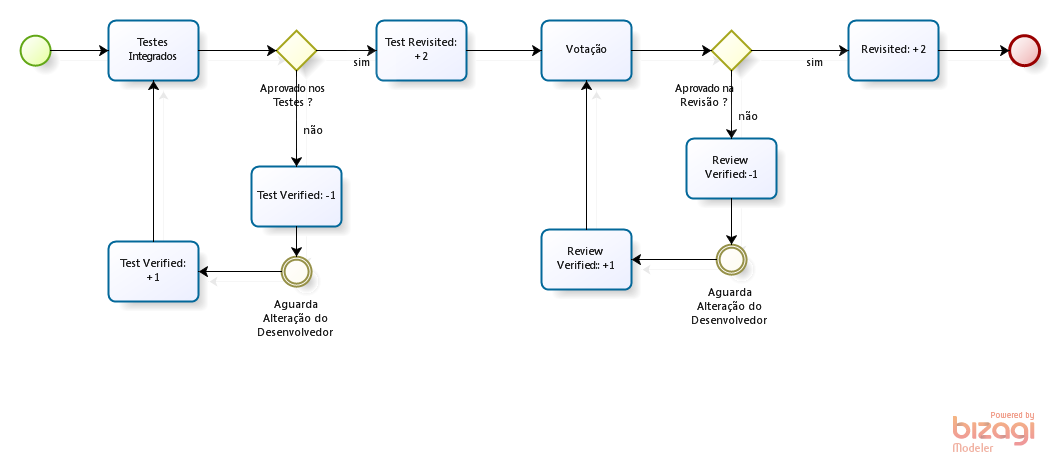 Testes
Integrados
Aprovado nos
Testes ?
sim
não
Test Revisited:
+2
Test Verified: -1
Aguarda
Alteração do
Desenvolvedor
Test Verified:
+1
Votação
Aprovado na
Revisão ?
sim
não
Revisited: +2
Review
Verified:-1
Aguarda
Alteração do
Desenvolvedor
Review
Verified:: +1
Powered by
bizagi
Modeler